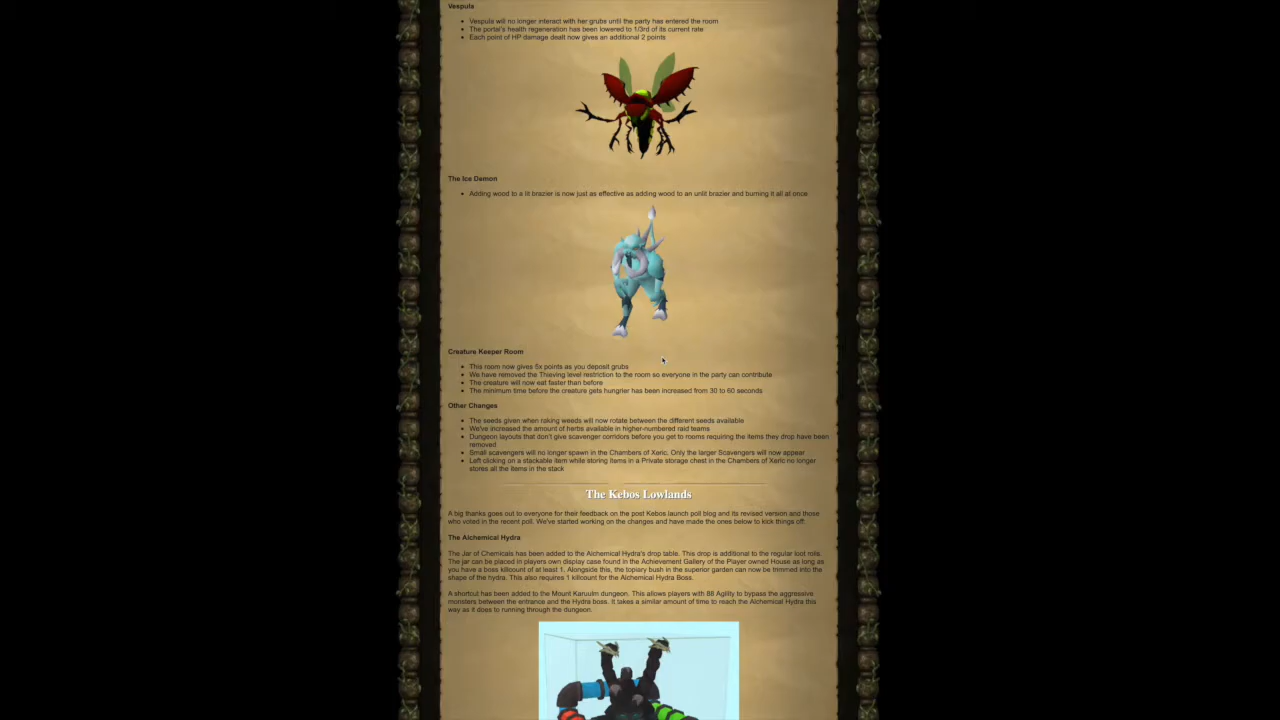 Vespula
Vespula will no longer interact with her grubs until the party has entered the room
The portal's health regeneration has been lowered to 1/3rd of its current rate
Each point of HP damage dealt now gives an additional 2 points
The Ice Demon
Adding wood to a lit brazier is now just as effective as adding wood to an unlit brazier and burning it all at once
Creature Keeper Room
This room now gives 5x points as you deposit grubs
We have removed the Thieving level restriction to the room so everyone in the party can contribute
The creature will now eat faster than before
The minimum time before the creature gets hungrier has been increased from 30 to 60 seconds
Other Changes
The seeds given when raking weeds will now rotate between the different seeds available
We've increased the amount of herbs available in higher-numbered raid teams
Dungeon layouts that don't give scavenger corridors before you get to rooms requiring the items they drop have been
removed
Small scavengers will no longer spawn in the Chambers of Xeric. Only the larger Scavengers will now appear
Left clicking on a stackable item while storing items in a Private storage chest in the Chambers of Xeric no longer
stores all the items in the stack
The Kebos Lowlands
A big thanks goes out to everyone for their feedback on the post Kebos launch poll blog and its revised version and those
who voted in the recent poll. We've started working on the changes and have made the ones below to kick things off:
The Alchemical Hydra
The Jar of Chemicals has been added to the Alchemical Hydra's drop table. This drop is additional to the regular loot rolls.
The jar can be placed in players own display case found in the Achievement Gallery of the Player owned House as long as
you have a boss killcount of at least 1. Alongside this, the topiary bush in the superior garden can now be trimmed into the
shape of the hydra. This also requires 1 killcount for the Alchemical Hydra Boss.
A shortcut has been added to the Mount Karuulm dungeon. This allows players with 88 Agility to bypass the aggressive
monsters between the entrance and the Hydra boss. It takes a similar amount of time to reach the Alchemical Hydra this
way as it does to running through the dungeon.